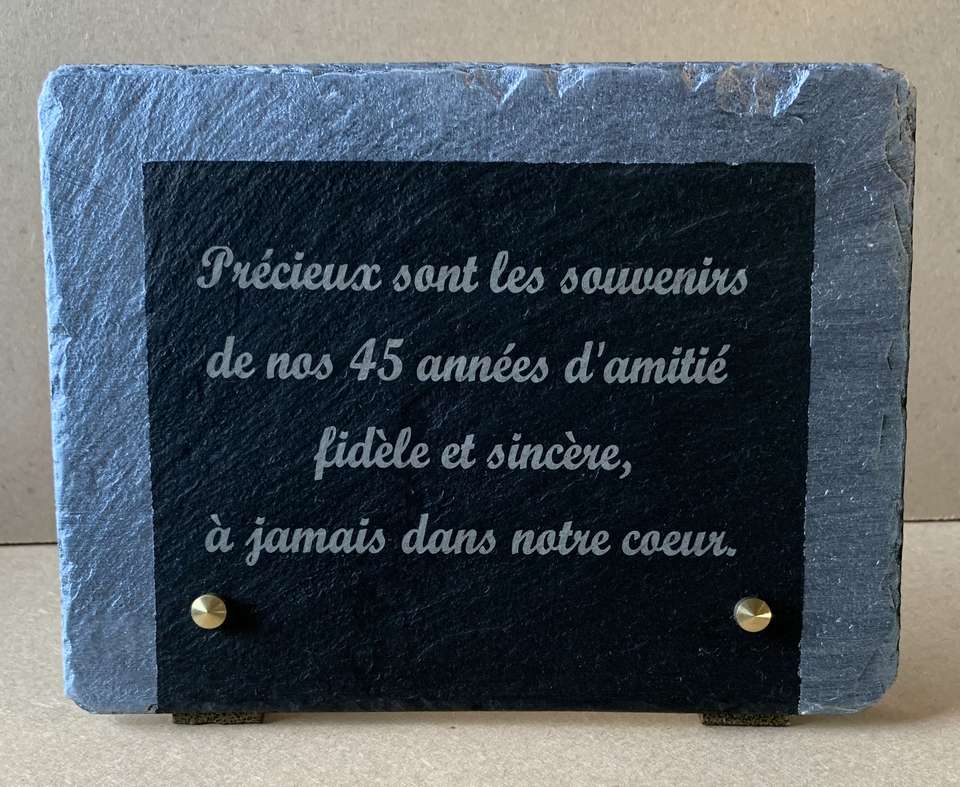 Précieux sont les souvenirs
de nos 45 années d'amitié
fidèle et sincère,
à jamais dans notre coeur.